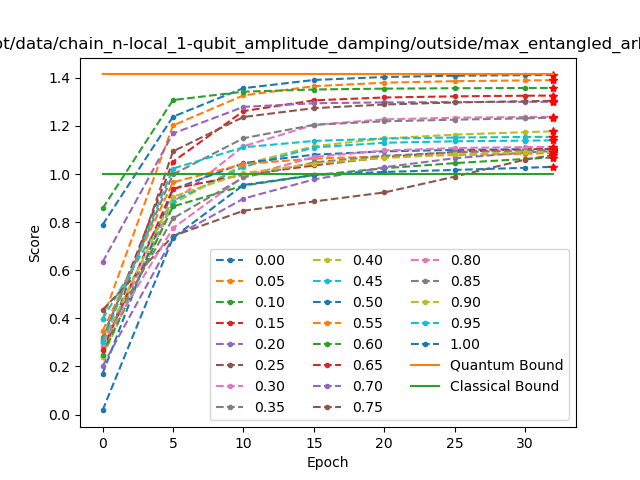 ot/data/chain_n-local_1-qubit_amplitude_damping/outside/max_entangled_arl
Score
1.4
1.2
1.0
0.8
0.6
0.4
0.2
0.0
0 5 10 15 20 25 30
Epoch
0.00 0.40 0.80
0.05 0.45 0.85
0.10 0.50 0.90
0.15 0.55 0.95
0.20 0.60 1.00
0.25 0.65 Quantum Bound
0.30 0.70 Classical Bound
0.35 0.75